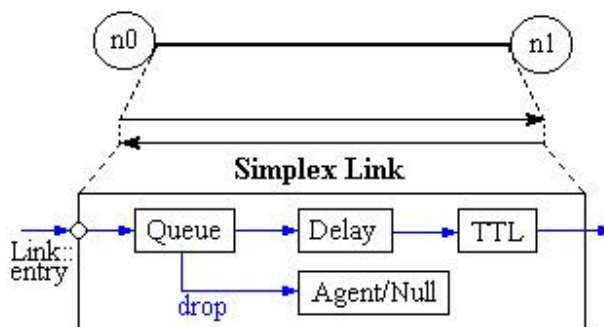 n0
n1
Simplex Link
Link::
entry
Queue
Delay
TTL
drop
Agent/Null